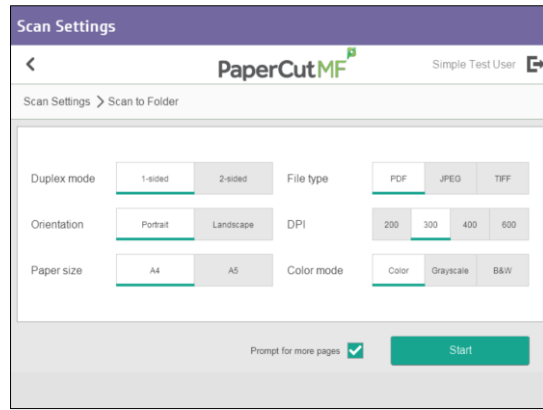 Scan Settings
PaperCutMF
Simple Test User
Scan Settings > Scan to Folder
Duplex mode 1-sided 2-sided File type PDF JPEG TIFF
Orientation Portrait Landscape DPI 200 300 400 600
Paper size A4 A5 Color mode Color Grayscale B&W
Prompt for more pages Start